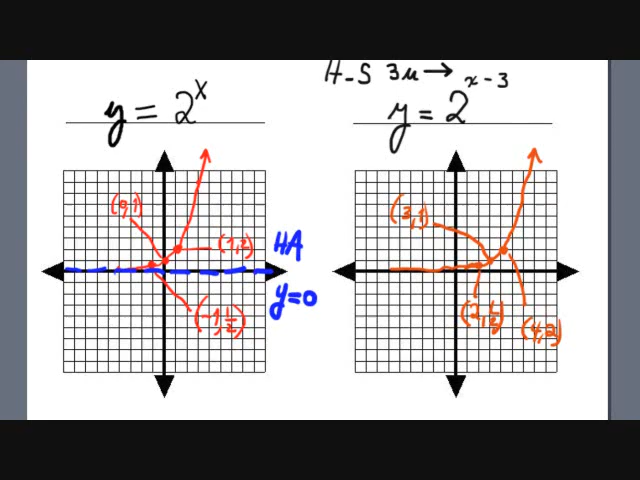 H-S 3u →
y = 2^x
y = 2^x-3
(0,1)
(1,2)
(-1,1/2)
HA
y=0
(3,1)
(2,1/2)
(4,2)